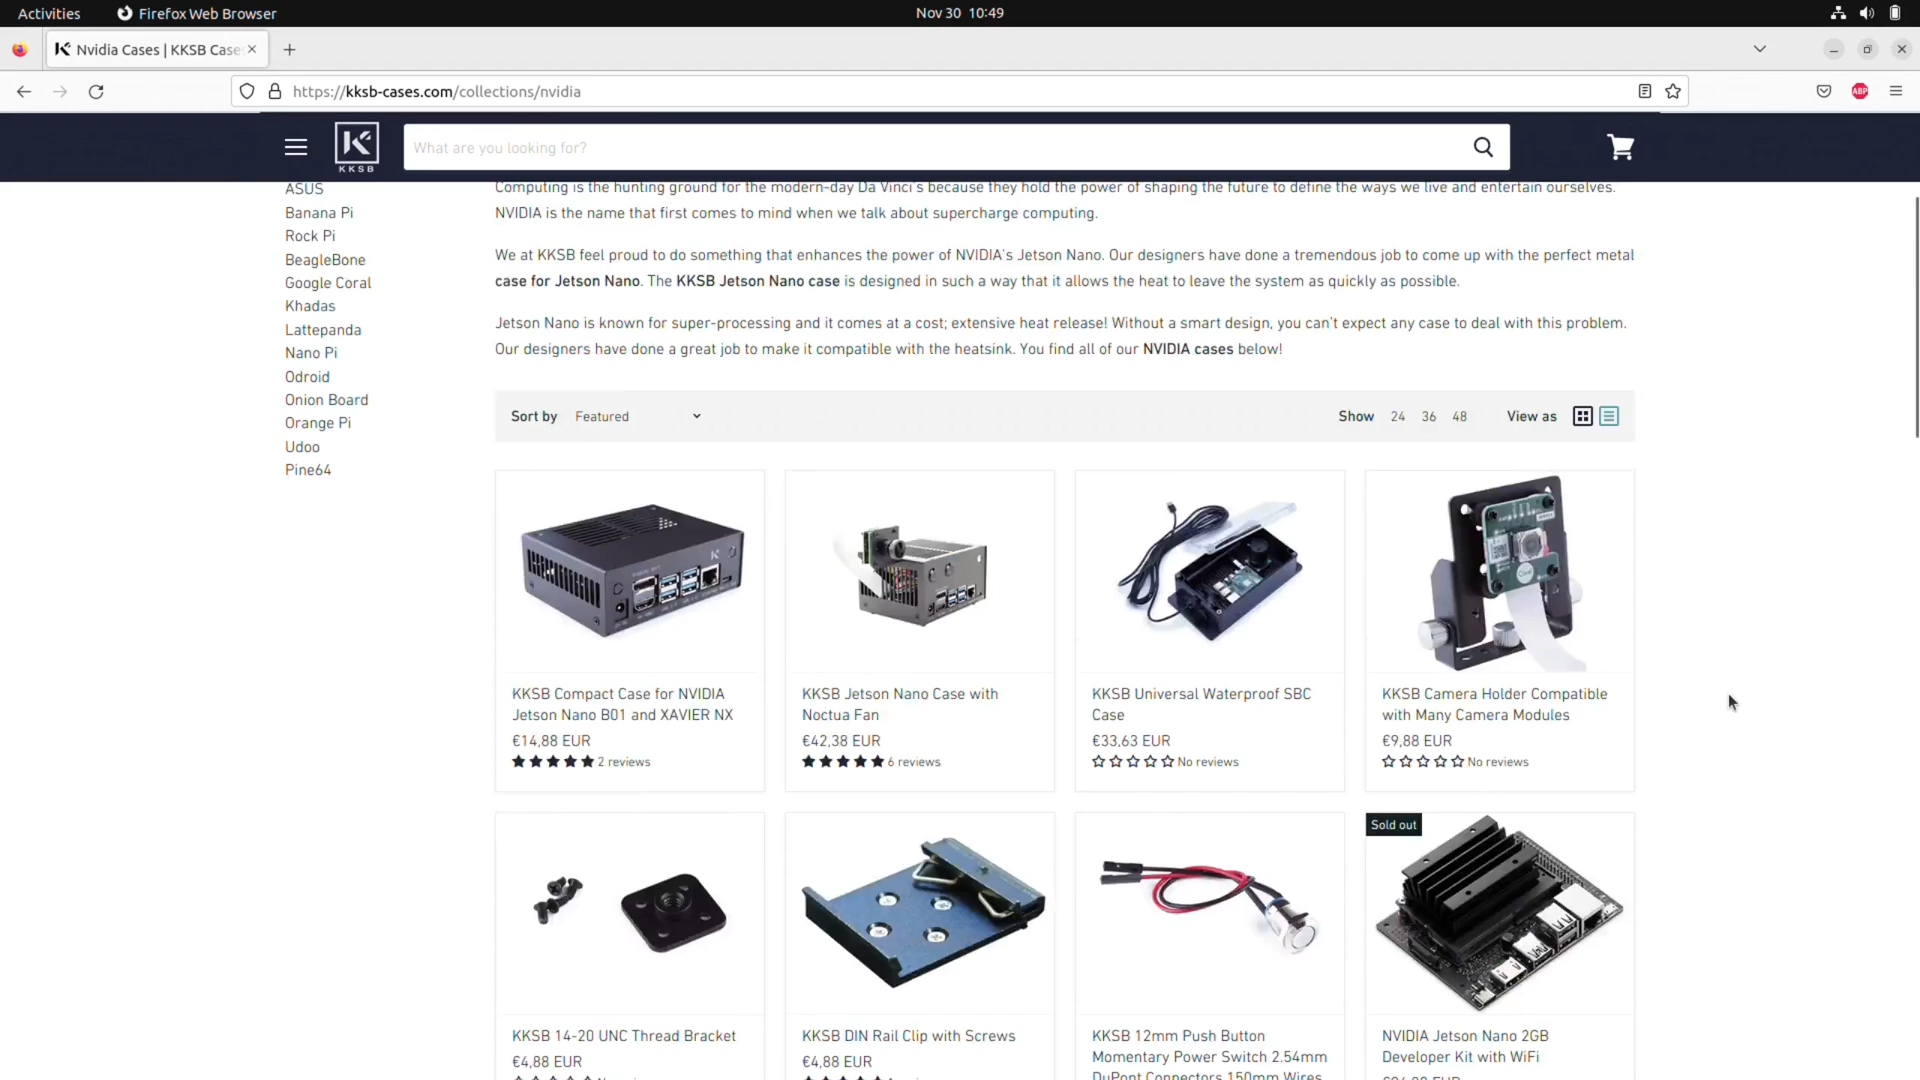 Activities
Firefox Web Browser
Nov 30 10:49
Nvidia Cases | KKSB Case
https://kksb-cases.com/collections/nvidia
ABP
KKSB
What are you looking for?
ASUS
Banana Pi
Rock Pi
BeagleBone
Google Coral
Khadas
Lattepanda
Nano Pi
Odroid
Onion Board
Orange Pi
Udoo
Pine64
Computing is the hunting ground for the modern-day Da Vinci's because they hold the power of shaping the future to define the ways we live and entertain ourselves.
NVIDIA is the name that first comes to mind when we talk about supercharge computing.
We at KKSB feel proud to do something that enhances the power of NVIDIA's Jetson Nano. Our designers have done a tremendous job to come up with the perfect metal
case for Jetson Nano. The KKSB Jetson Nano case is designed in such a way that it allows the heat to leave the system as quickly as possible.
Jetson Nano is known for super-processing and it comes at a cost; extensive heat release! Without a smart design, you can't expect any case to deal with this problem.
Our designers have done a great job to make it compatible with the heatsink. You find all of our NVIDIA cases below!
Sort by Featured
Show 24 36 48 View as
KKSB Compact Case for NVIDIA
Jetson Nano B01 and XAVIER NX
€14,88 EUR
2 reviews
KKSB Jetson Nano Case with
Noctua Fan
€42,38 EUR
6 reviews
KKSB Universal Waterproof SBC
Case
€33,63 EUR
No reviews
KKSB Camera Holder Compatible
with Many Camera Modules
€9,88 EUR
No reviews
KKSB 14-20 UNC Thread Bracket
€4,88 EUR
KKSB DIN Rail Clip with Screws
€4,88 EUR
KKSB 12mm Push Button
Momentary Power Switch 2.54mm
DuPont Connectors 150mm Wires
Sold out
NVIDIA Jetson Nano 2GB
Developer Kit with WiFi